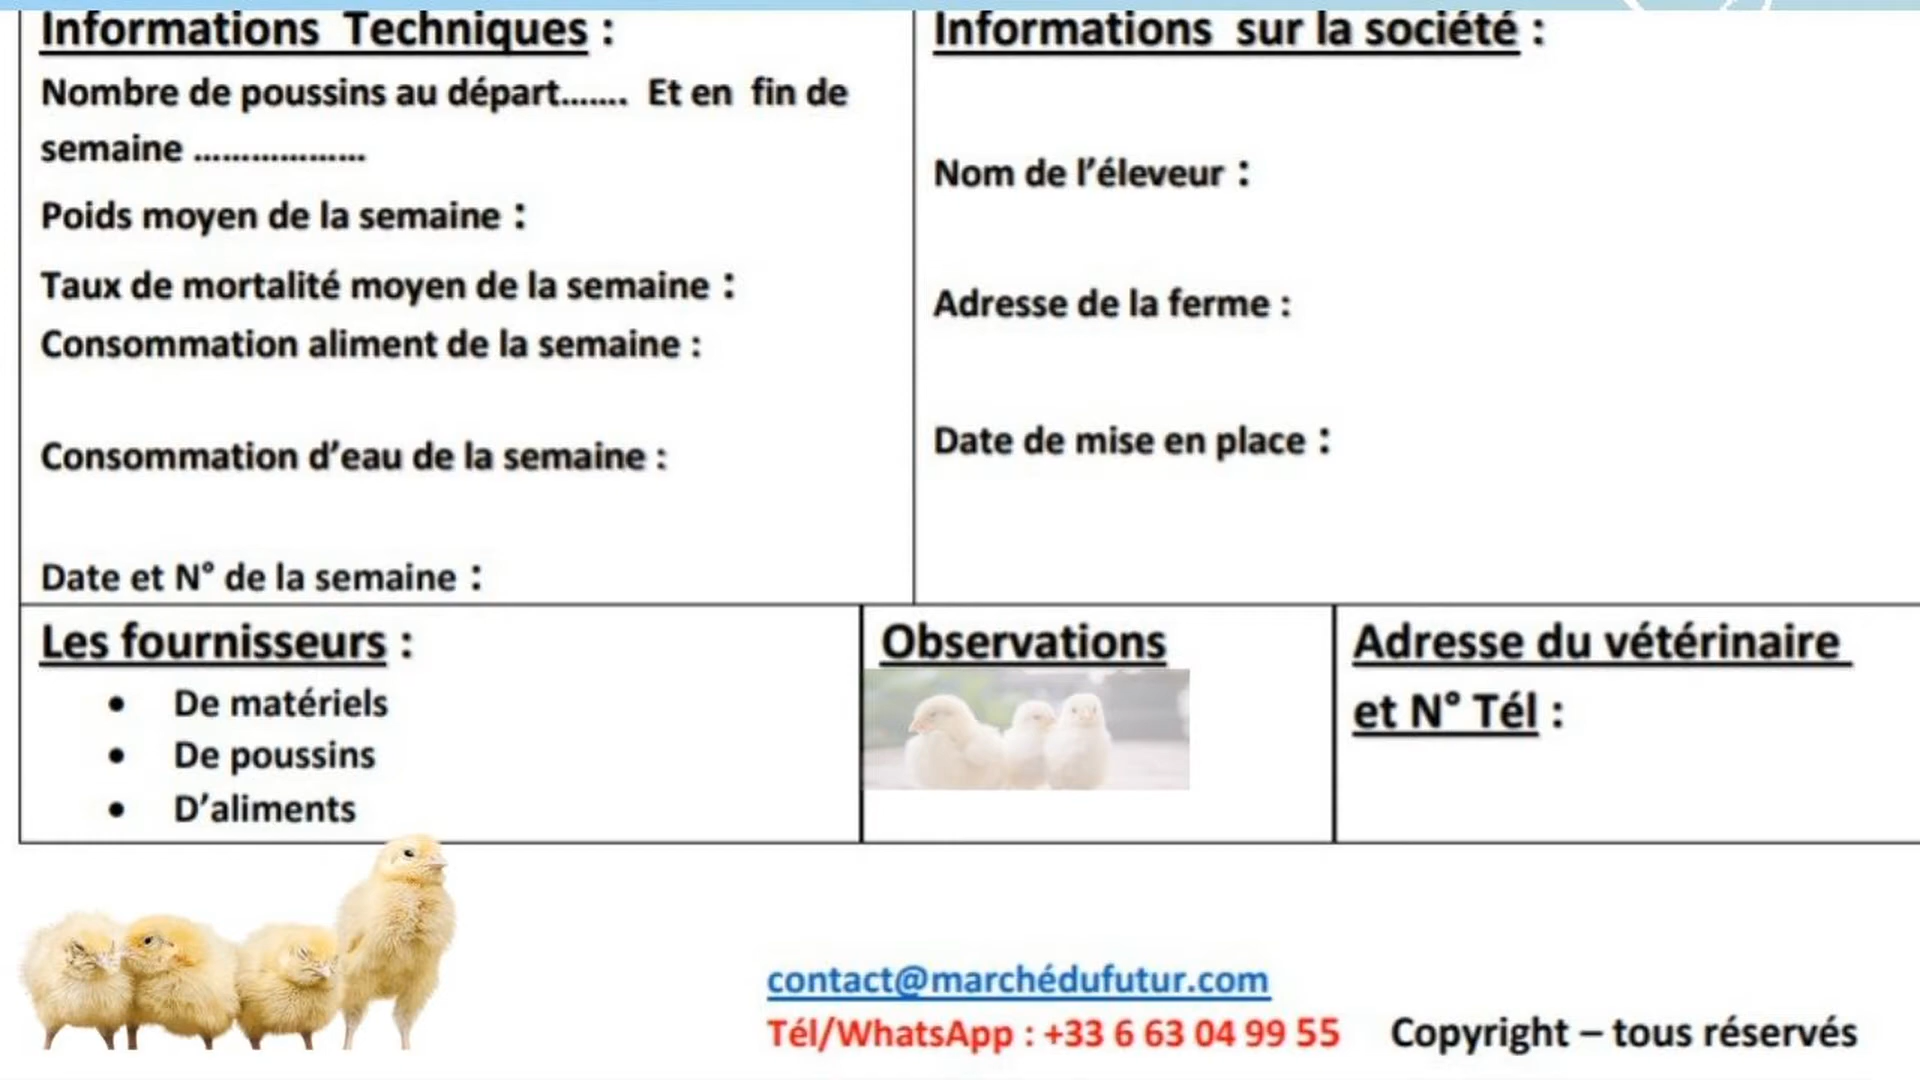 Informations  Techniques :
Nombre de poussins au départ.......  Et en  fin de
semaine ..................
Poids moyen de la semaine :
Taux de mortalité moyen de la semaine :
Consommation aliment de la semaine :
Consommation d’eau de la semaine :
Date et N° de la semaine :
Informations  sur la société :
Nom de l’éleveur :
Adresse de la ferme :
Date de mise en place :
Les fournisseurs :
• De matériels
• De poussins
• D’aliments
Observations
Adresse du vétérinaire
et N° Tél :
contact@marchédufutur.com
Tél/WhatsApp : +33 6 63 04 99 55    Copyright – tous réservés